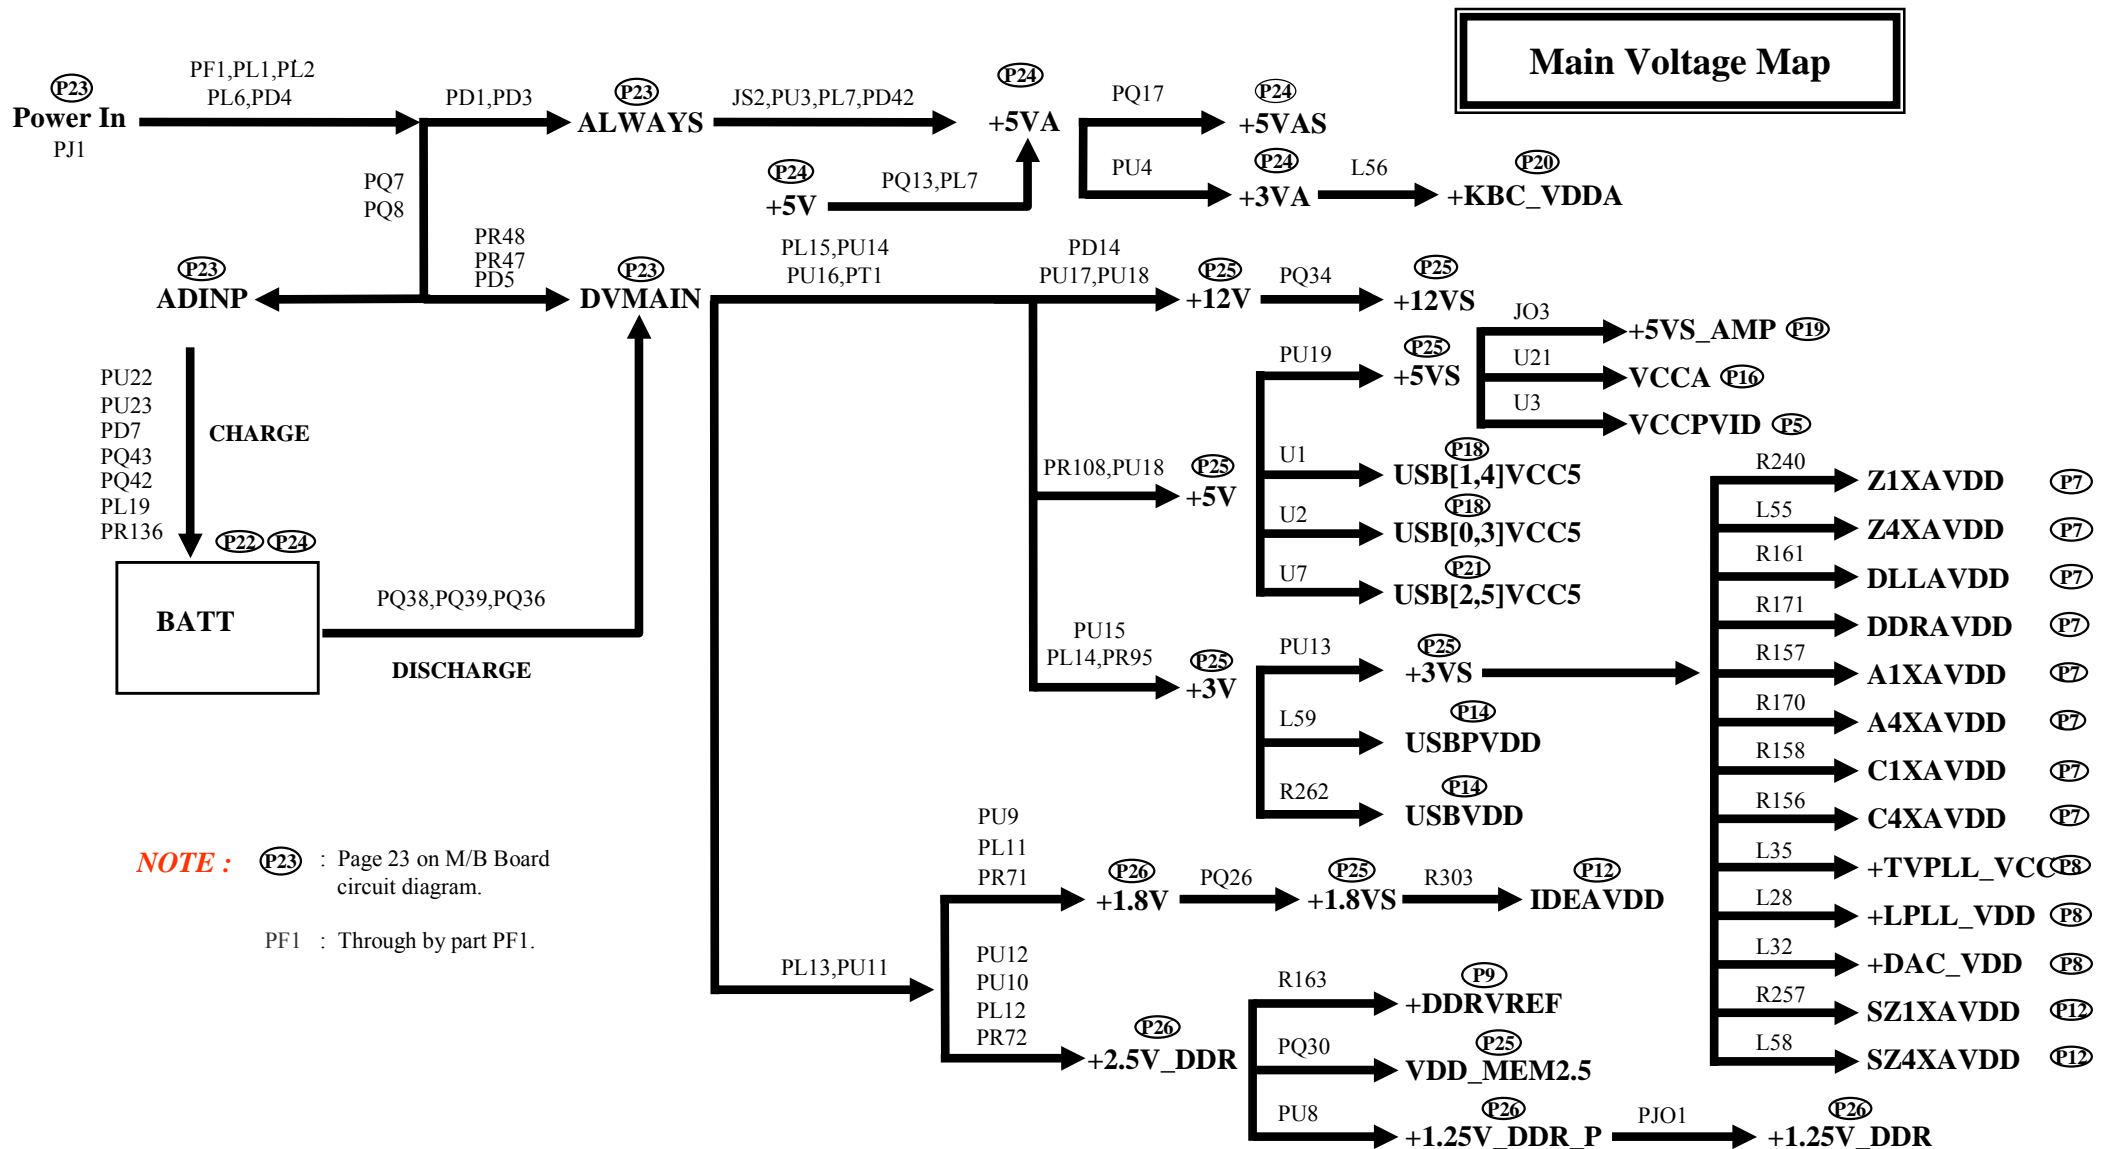 Main Voltage Map
P23
Power In
PJ1
PF1,PL1,PL2
PL6,PD4
PD1,PD3
P23
ALWAYS
JS2,PU3,PL7,PD42
P24
+5VA
PQ17
P24
+5VAS
PU4
P24
+3VA
L56
P20
+KBC_VDDA
P24
+5V
PQ13,PL7
PQ7
PQ8
P23
ADINP
PR48
PR47
PD5
P23
DVMAIN
PL15,PU14
PU16,PT1
PD14
PU17,PU18
P25
+12V
PQ34
P25
+12VS
PU22
PU23
PD7
PQ43
PQ42
PL19
PR136
CHARGE
P22 P24
BATT
PQ38,PQ39,PQ36
DISCHARGE
PR108,PU18
P25
+5V
PU19
P25
+5VS
JO3
+5VS_AMP P19
U21
VCCA P16
U3
VCCPVID P5
U1
P18
USB[1,4]VCC5
U2
P18
USB[0,3]VCC5
U7
P21
USB[2,5]VCC5
PU15
PL14,PR95
P25
+3V
PU13
P25
+3VS
L59
P14
USBPVDD
R262
P14
USBVDD
R240
Z1XAVDD P7
L55
Z4XAVDD P7
R161
DLLAVDD P7
R171
DDRAVDD P7
R157
A1XAVDD P7
R170
A4XAVDD P7
R158
C1XAVDD P7
R156
C4XAVDD P7
L35
+TVPLL_VCC P8
L28
+LPLL_VDD P8
L32
+DAC_VDD P8
R257
SZ1XAVDD P12
L58
SZ4XAVDD P12
PL13,PU11
PU9
PL11
PR71
P26
+1.8V
PQ26
P25
+1.8VS
R303
P12
IDEAVDD
PU12
PU10
PL12
PR72
P26
+2.5V_DDR
R163
P9
+DDRVREF
PQ30
P25
VDD_MEM2.5
PU8
P26
+1.25V_DDR_P
PJO1
P26
+1.25V_DDR
NOTE : P23 : Page 23 on M/B Board
circuit diagram.
PF1 : Through by part PF1.